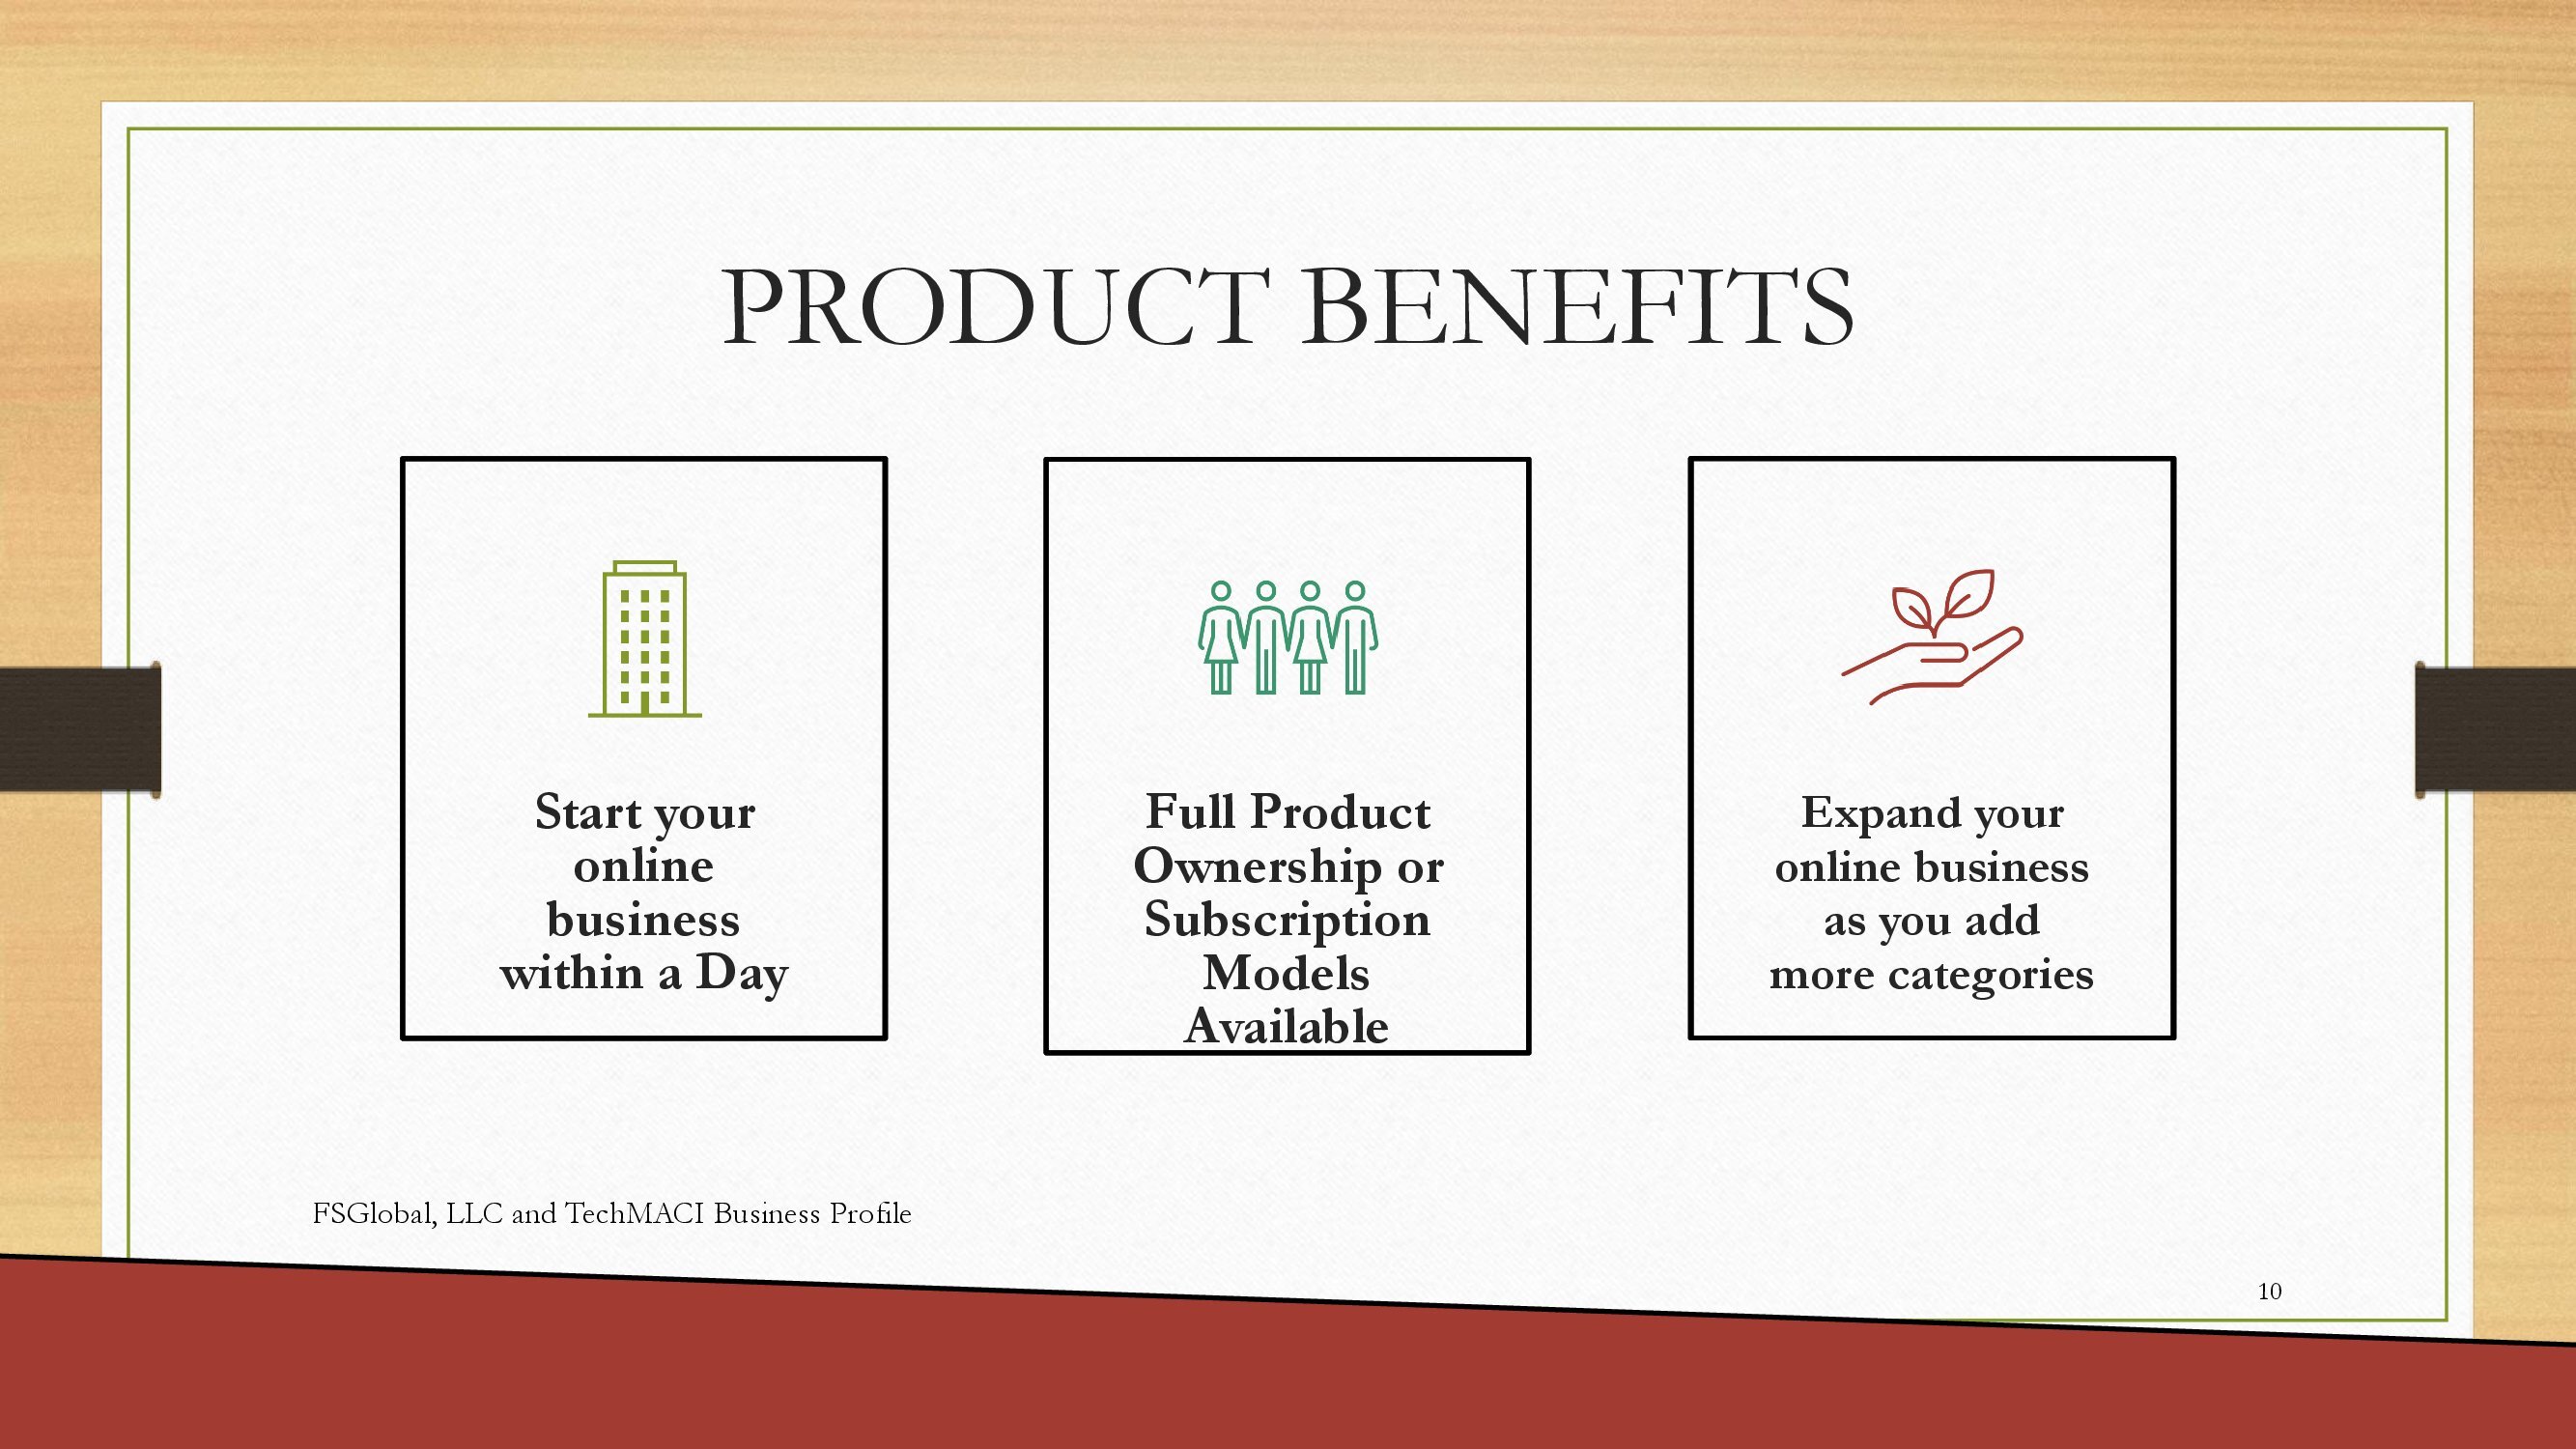 PRODUCT BENEFITS
Start your
online
business
within a Day
Full Product
Ownership or
Subscription
Models
Available
Expand your
online business
as you add
more categories
FSGlobal, LLC and TechMACI Business Profile
10